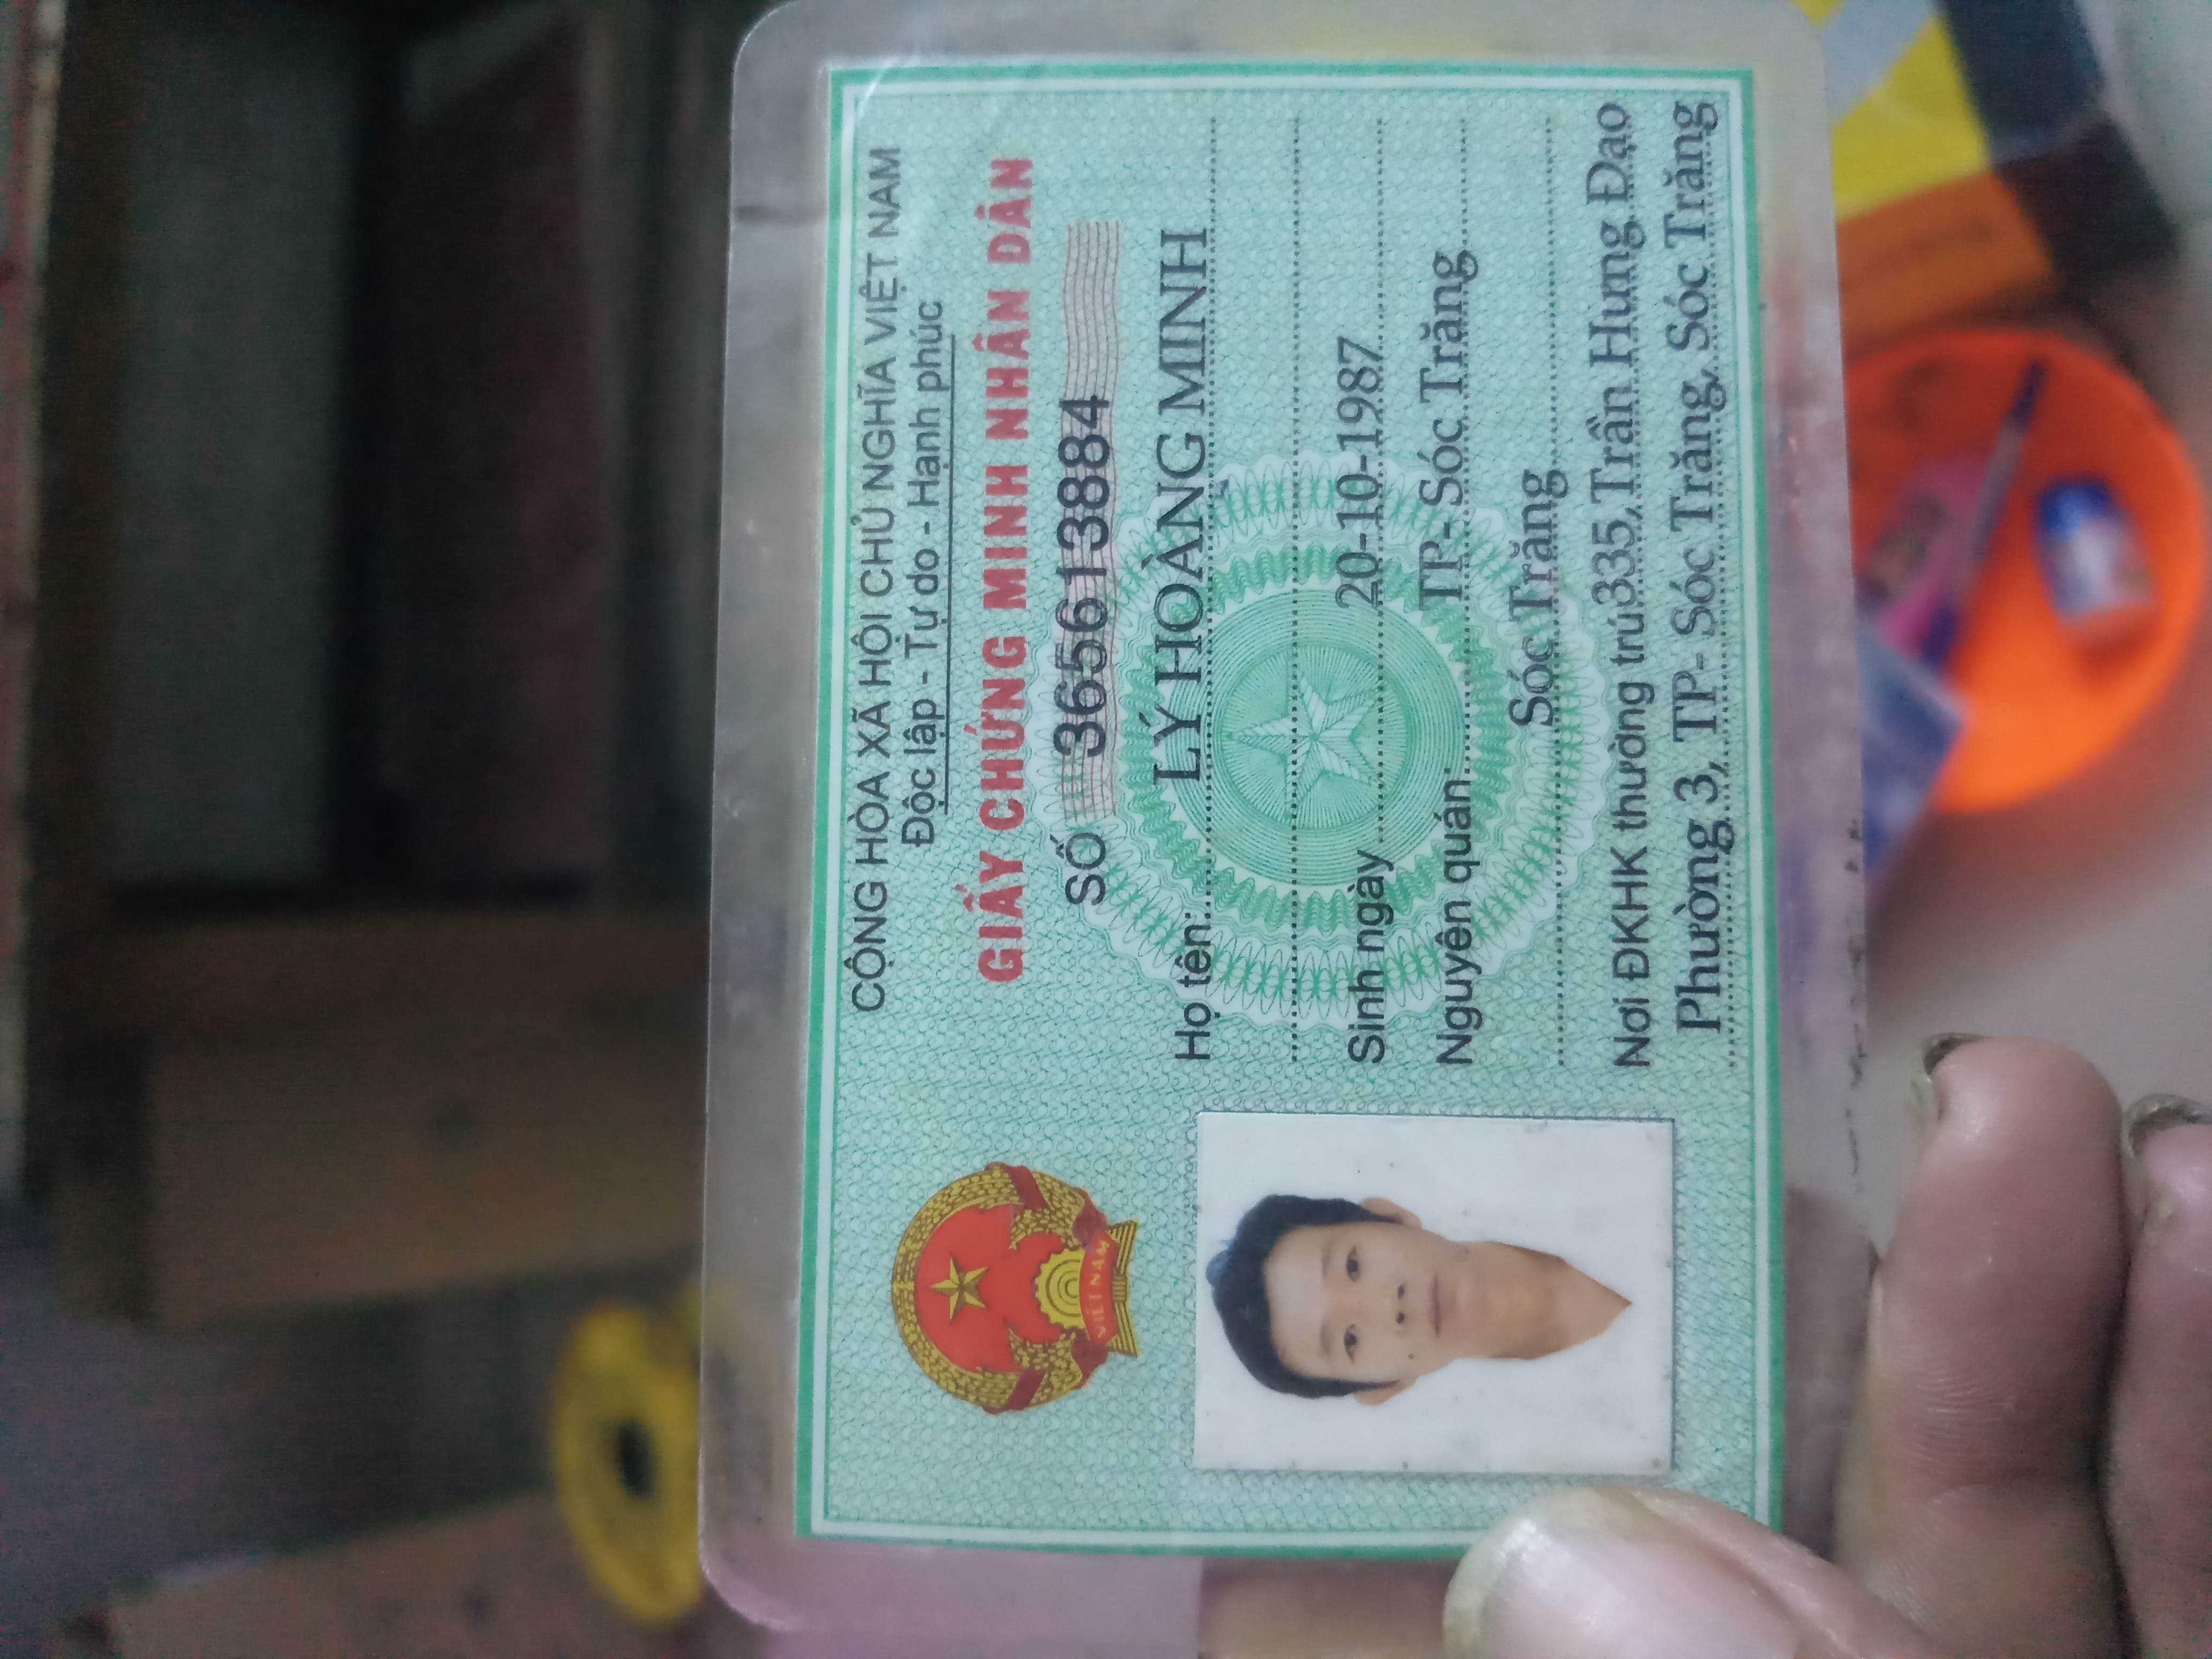 CỘNG HÒA XÃ HỘI CHỦ NGHĨA VIỆT NAM
Độc lập - Tự do - Hạnh phúc
GIẤY CHỨNG MINH NHÂN DÂN
SỐ 365613884
VIỆT NAM
Họ tên: LÝ HOÀNG MINH
Sinh ngày 20-10-1987
Nguyên quán: TP- Sóc Trăng
Sóc Trăng
Nơi ĐKHK thường trú: 335, Trần Hưng Đạo
Phường 3, TP- Sóc Trăng, Sóc Trăng